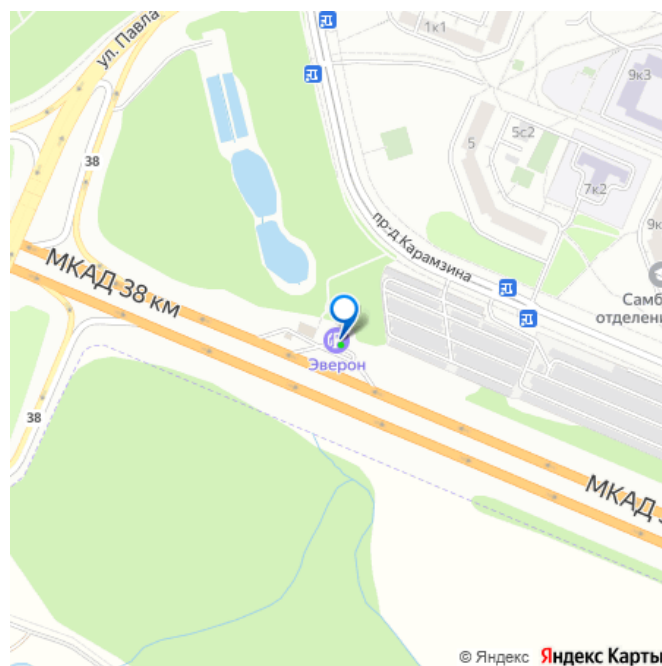 1к1
ул. Павла
9к3
5с2
5
38
7к2
9к
пр-д Карамзина
МКАД 38 км
Самб
отделени
Эверон
38
МКАД 3
© Яндекс Яндекс Карты